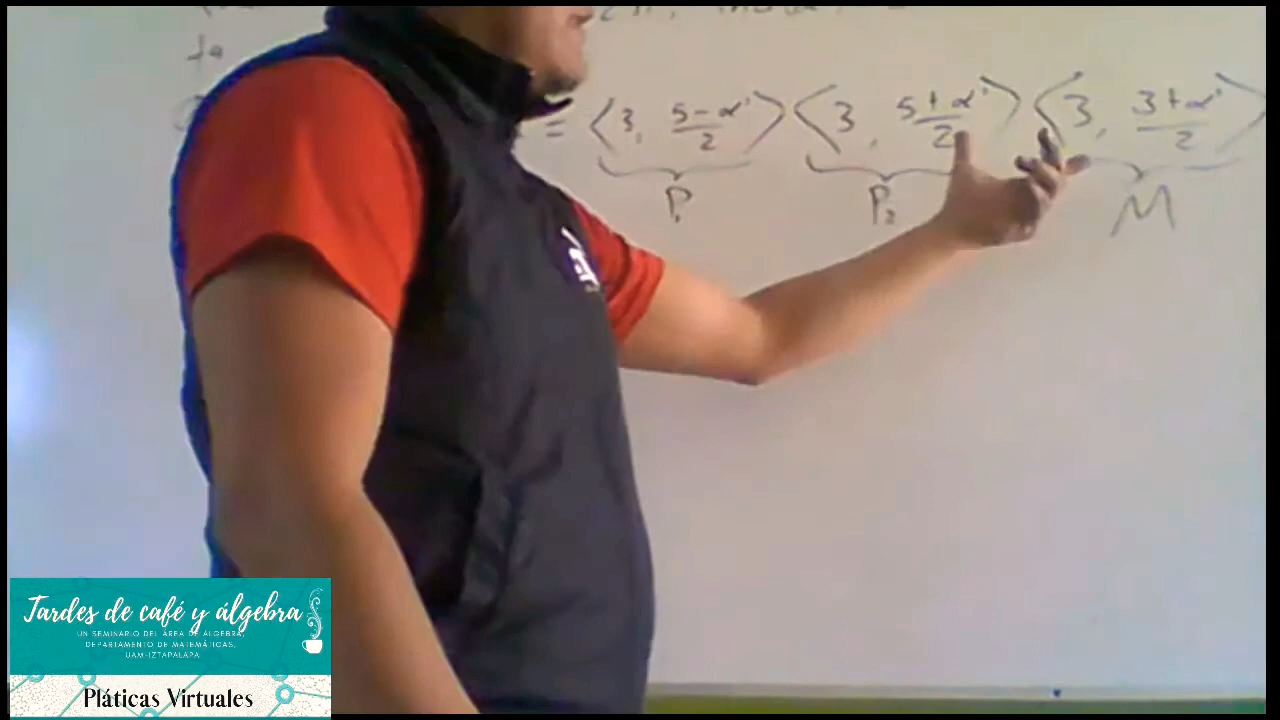 la
= ⟨3, (5-α')/2⟩ ⟨3, (5+α')/2⟩ ⟨3, (3+α')/2⟩
P₁ P₂ M
Tardes de café y álgebra
UN SEMINARIO DEL ÁREA DE ÁLGEBRA,
DEPARTAMENTO DE MATEMÁTICAS,
UAM-IZTAPALAPA
Pláticas Virtuales